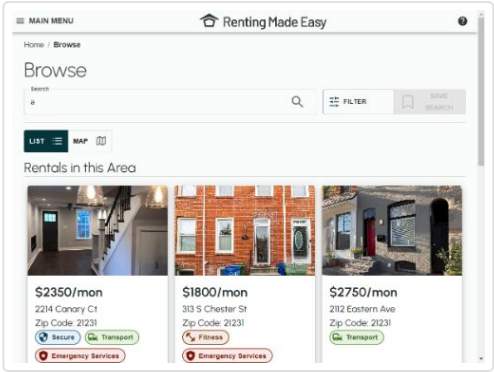 MAIN MENU
Renting Made Easy
Home / Browse
Browse
Search
a
FILTER
SAVE SEARCH
LIST
MAP
Rentals in this Area
$2350/mon
2214 Canary Ct
Zip Code: 21231
Secure
Transport
Emergency Services
$1800/mon
313 S Chester St
Zip Code: 21231
Fitness
Emergency Services
$2750/mon
2112 Eastern Ave
Zip Code: 21231
Transport